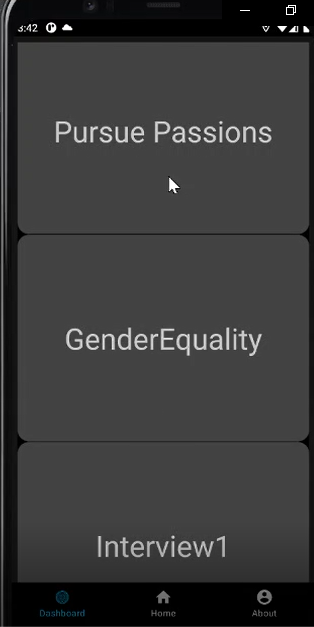 3:42
Pursue Passions
GenderEquality
Interview1
Dashboard Home About